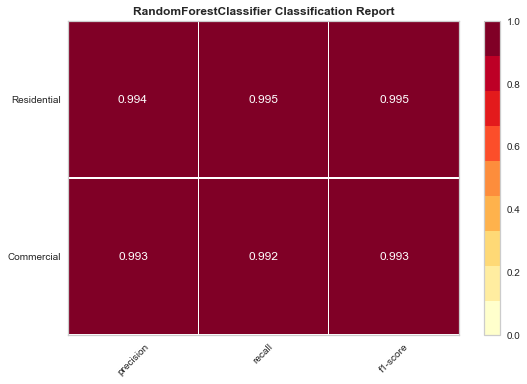 RandomForestClassifier Classification Report
Residential 0.994 0.995 0.995
Commercial 0.993 0.992 0.993
precision recall f1-score
1.0
0.8
0.6
0.4
0.2
0.0